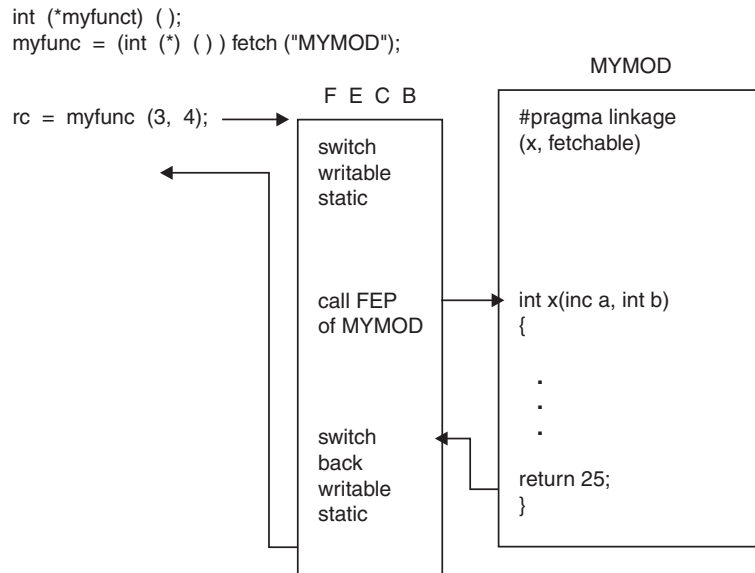 int (*myfunct) ( );
myfunc = (int (*) ( ) ) fetch ("MYMOD");
MYMOD
F E C B
rc = myfunc (3, 4);
switch
writable
static
#pragma linkage
(x, fetchable)
call FEP
of MYMOD
int x(inc a, int b)
{
.
.
.
switch
back
writable
static
return 25;
}